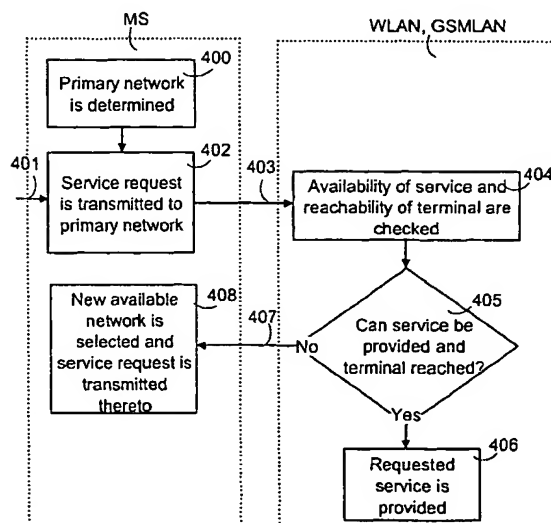 MS
WLAN, GSMLAN
400
Primary network
is determined
401
402
Service request
is transmitted to
primary network
403
404
Availability of service and
reachability of terminal are
checked
408
New available
network is
selected and
service request is
transmitted
thereto
407
No
405
Can service be
provided and
terminal reached?
Yes
406
Requested
service is
provided